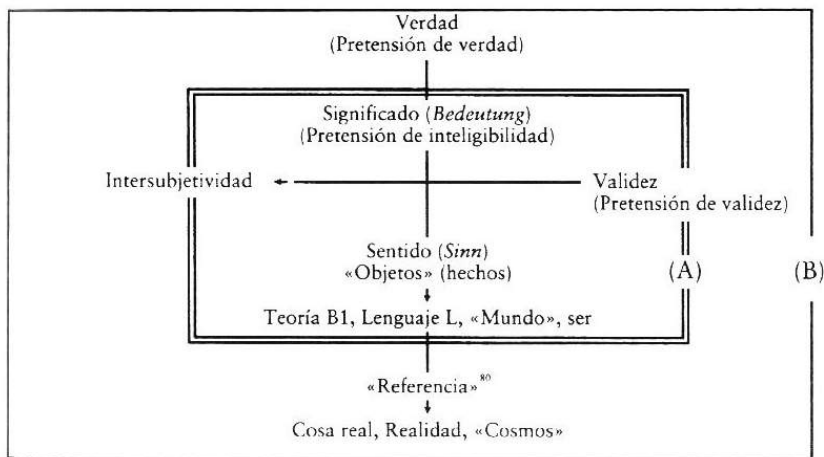 Verdad
(Pretensión de verdad)
Significado (Bedeutung)
(Pretensión de inteligibilidad)
Intersubjetividad
Validez
(Pretensión de validez)
Sentido (Sinn)
«Objetos» (hechos)
(A)
(B)
Teoría B1, Lenguaje L, «Mundo», ser
«Referencia»⁸⁰
Cosa real, Realidad, «Cosmos»